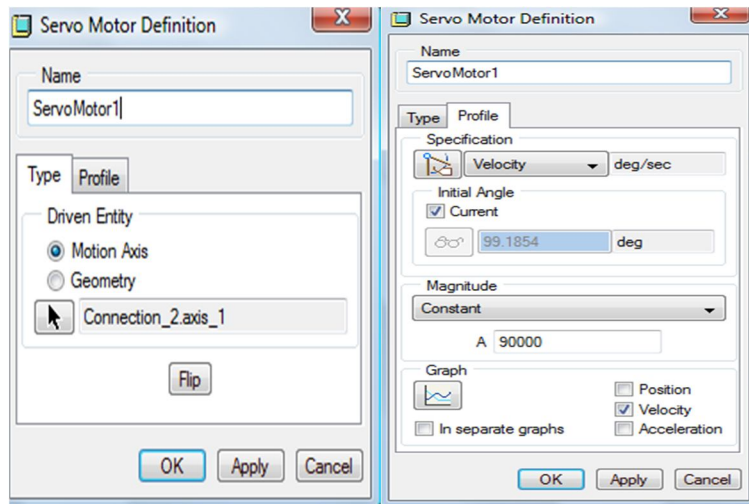 Servo Motor Definition
X
Name
ServoMotor1
Type Profile
Driven Entity
Motion Axis
Geometry
Connection_2.axis_1
Flip
OK Apply Cancel
Servo Motor Definition
Name
ServoMotor1
Type Profile
Specification
Velocity deg/sec
Initial Angle
Current
99.1854 deg
Magnitude
Constant
A 90000
Graph
Position
Velocity
In separate graphs Acceleration
OK Apply Cancel